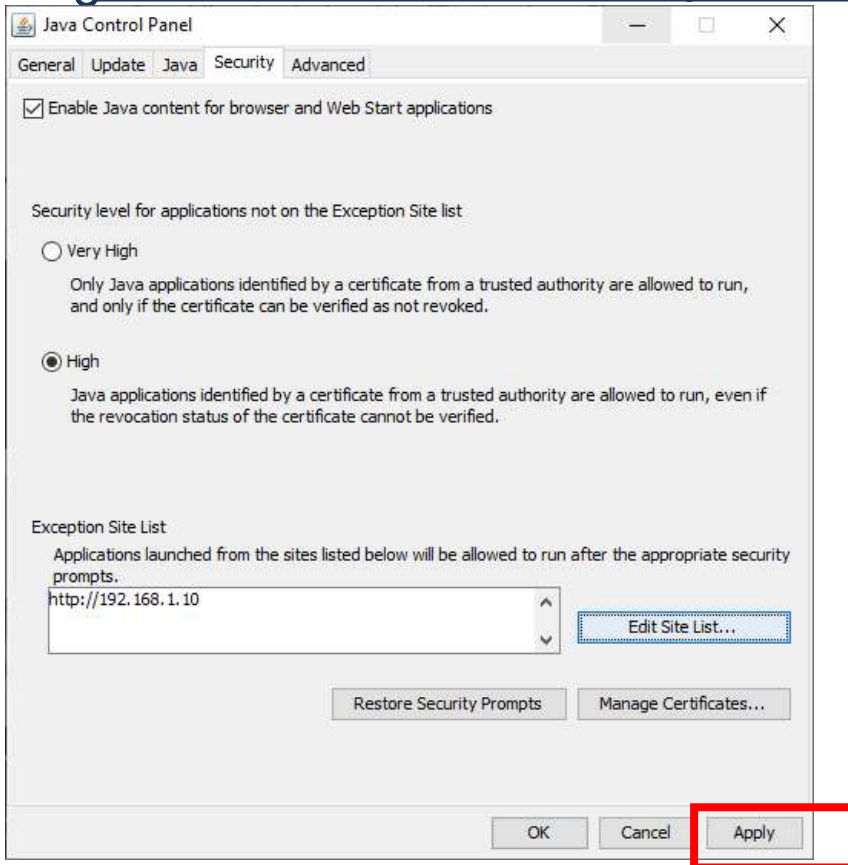 Java Control Panel
General Update Java Security Advanced
Enable Java content for browser and Web Start applications
Security level for applications not on the Exception Site list
Very High
Only Java applications identified by a certificate from a trusted authority are allowed to run,
and only if the certificate can be verified as not revoked.
High
Java applications identified by a certificate from a trusted authority are allowed to run, even if
the revocation status of the certificate cannot be verified.
Exception Site List
Applications launched from the sites listed below will be allowed to run after the appropriate security
prompts.
http://192.168.1.10
Edit Site List...
Restore Security Prompts Manage Certificates...
OK Cancel Apply